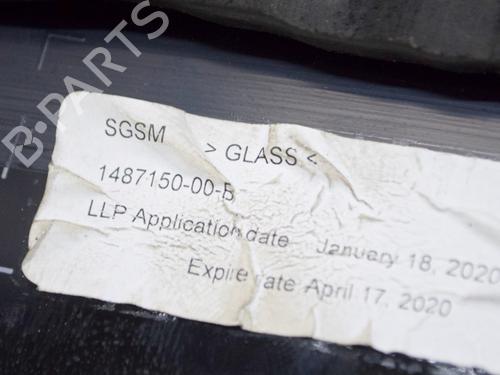 B-PARTS
SGSM > GLASS <
1487150-00-B
LLP Application date January 18, 2020
Expire date April 17, 2020